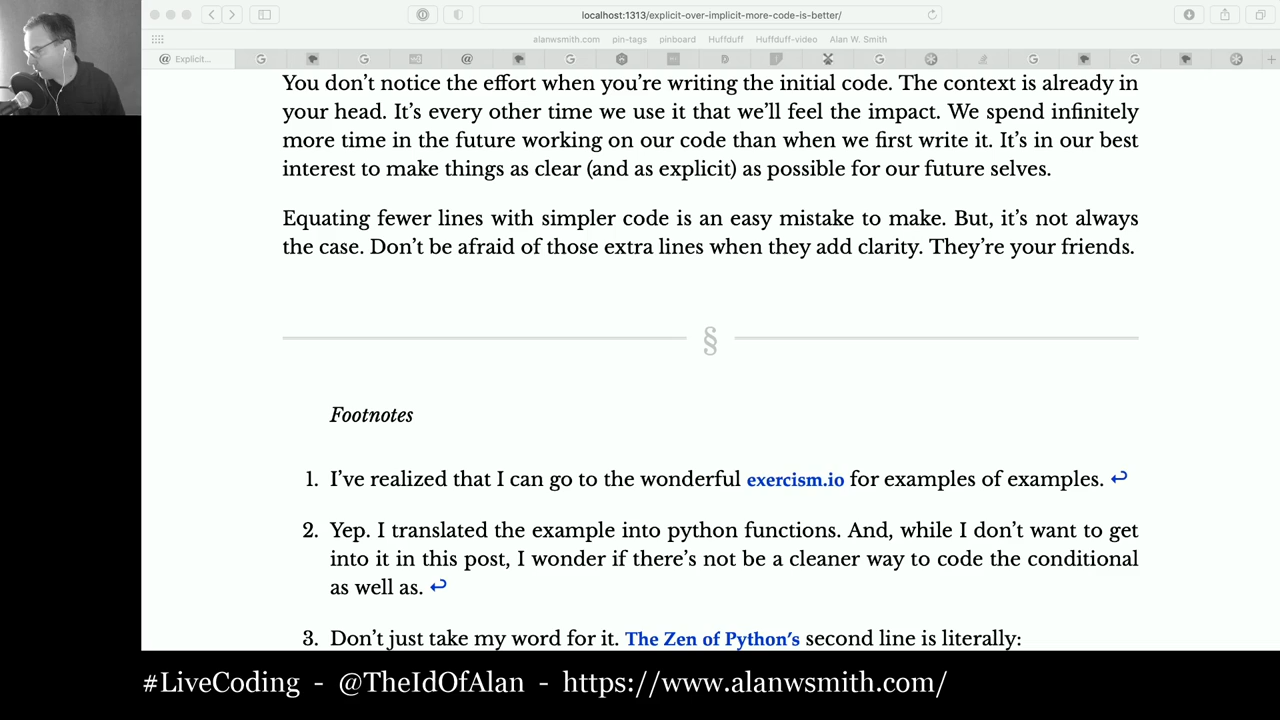 localhost:1313/explicit-over-implicit-more-code-is-better/
alanwsmith.com pin-tags pinboard Huffduff Huffduff-video Alan W. Smith
Explicit...
You don't notice the effort when you're writing the initial code. The context is already in
your head. It's every other time we use it that we'll feel the impact. We spend infinitely
more time in the future working on our code than when we first write it. It's in our best
interest to make things as clear (and as explicit) as possible for our future selves.
Equating fewer lines with simpler code is an easy mistake to make. But, it's not always
the case. Don't be afraid of those extra lines when they add clarity. They're your friends.
§
Footnotes
1. I've realized that I can go to the wonderful exercism.io for examples of examples. ↩
2. Yep. I translated the example into python functions. And, while I don't want to get
into it in this post, I wonder if there's not be a cleaner way to code the conditional
as well as. ↩
3. Don't just take my word for it. The Zen of Python's second line is literally:
#LiveCoding - @TheIdOfAlan - https://www.alanwsmith.com/